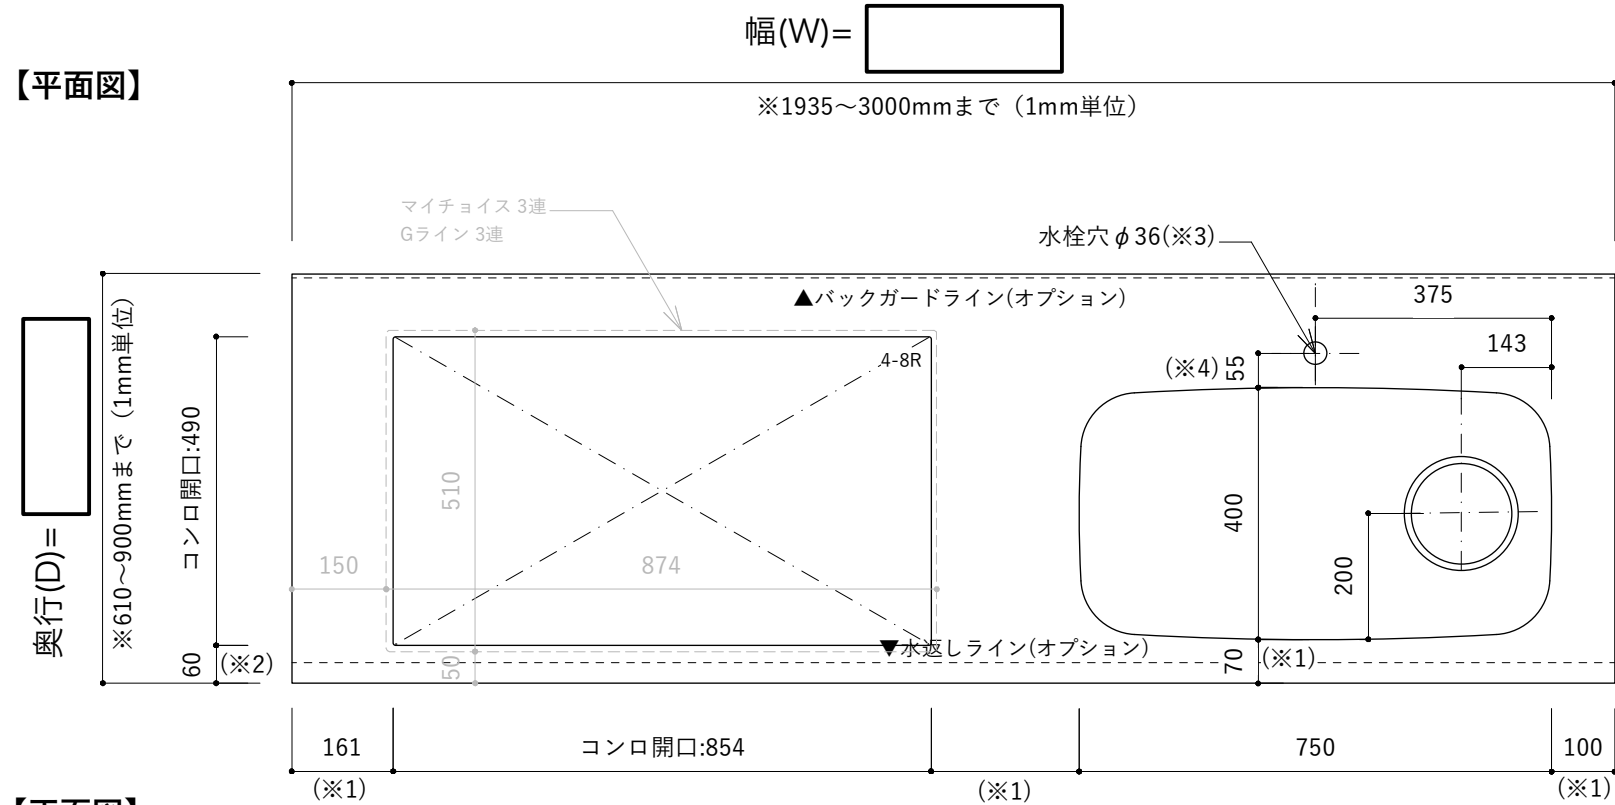 幅(W)=
【平面図】
※1935～3000mmまで（1mm単位）
マイチョイス 3連
Gライン 3連
水栓穴φ36(※3)
▲バックガードライン(オプション)
375
143
4-8R
(※4)
55
奥行(D)=
※610～900mmまで（1mm単位）
コンロ開口:490
510
400
200
150
874
▼水返しライン(オプション)
60
(※2)
50
70
(※1)
161
コンロ開口:854
750
100
(※1)
(※1)
(※1)
【平面図】